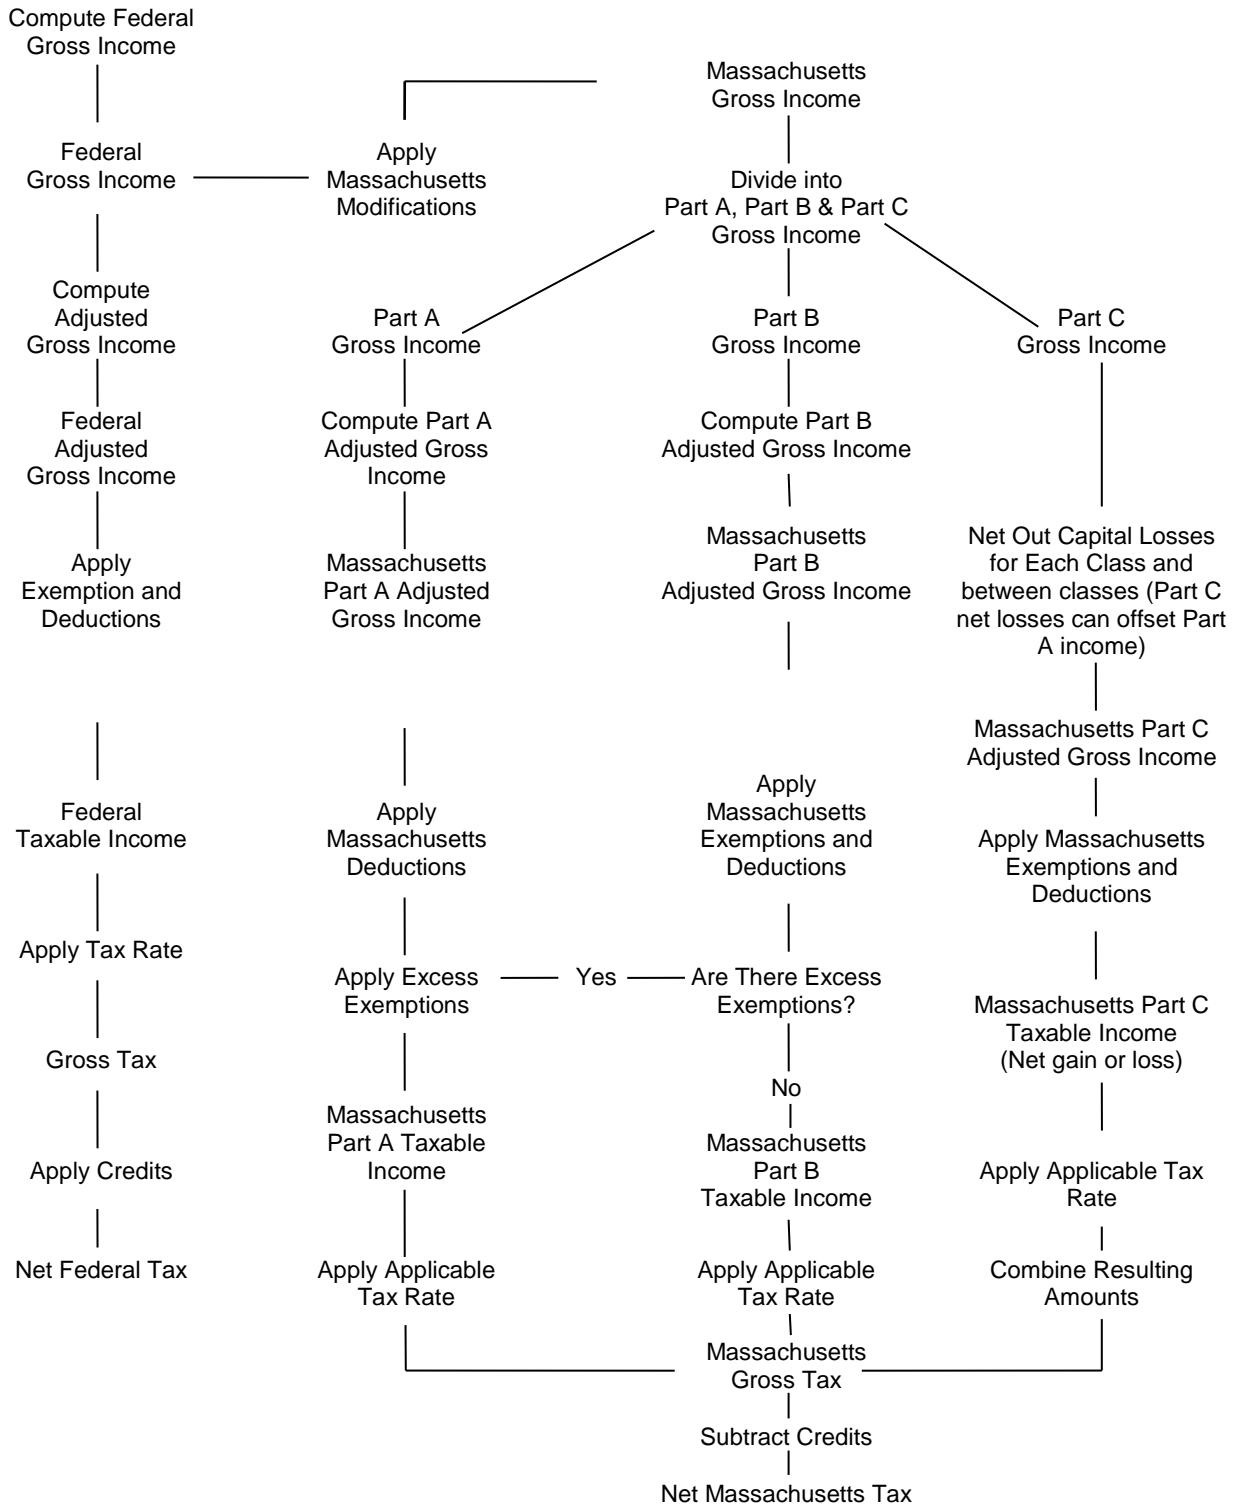 Compute Federal
Gross Income
Massachusetts
Gross Income
Federal
Gross Income
Apply
Massachusetts
Modifications
Divide into
Part A, Part B & Part C
Gross Income
Compute
Adjusted
Gross Income
Part A
Gross Income
Part B
Gross Income
Part C
Gross Income
Federal
Adjusted
Gross Income
Compute Part A
Adjusted Gross
Income
Compute Part B
Adjusted Gross Income
Apply
Exemption and
Deductions
Massachusetts
Part A Adjusted
Gross Income
Massachusetts
Part B
Adjusted Gross Income
Net Out Capital Losses
for Each Class and
between classes (Part C
net losses can offset Part
A income)
Massachusetts Part C
Adjusted Gross Income
Federal
Taxable Income
Apply
Massachusetts
Deductions
Apply
Massachusetts
Exemptions and
Deductions
Apply Massachusetts
Exemptions and
Deductions
Apply Tax Rate
Apply Excess
Exemptions
Yes
Are There Excess
Exemptions?
Massachusetts Part C
Taxable Income
(Net gain or loss)
Gross Tax
No
Massachusetts
Part A Taxable
Income
Massachusetts
Part B
Taxable Income
Apply Credits
Apply Applicable Tax
Rate
Net Federal Tax
Apply Applicable
Tax Rate
Apply Applicable
Tax Rate
Combine Resulting
Amounts
Massachusetts
Gross Tax
Subtract Credits
Net Massachusetts Tax